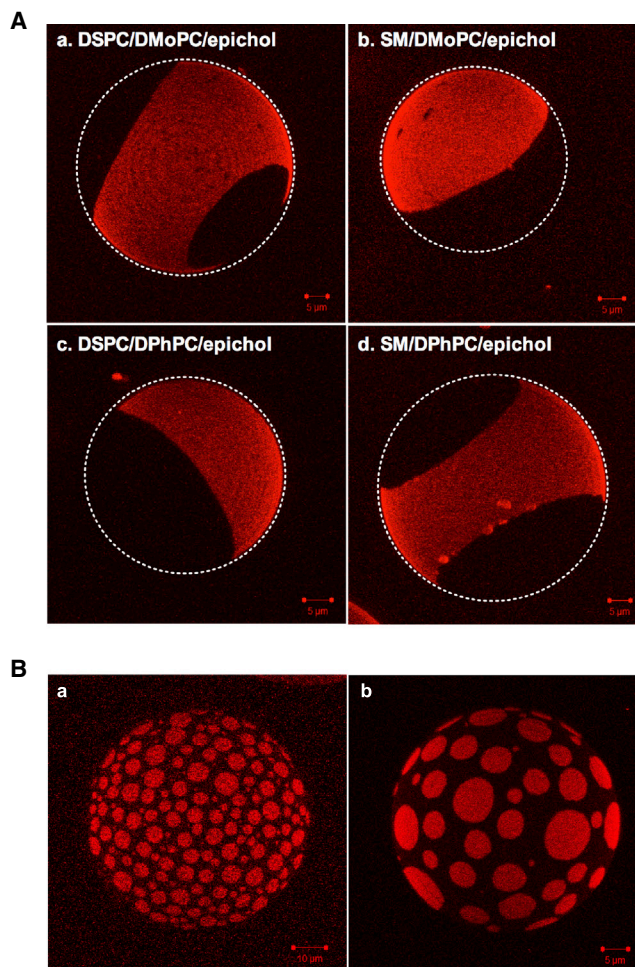 A
a. DSPC/DMoPC/epichol
b. SM/DMoPC/epichol
5 µm
5 µm
c. DSPC/DPhPC/epichol
d. SM/DPhPC/epichol
5 µm
5 µm
B
a
b
10 µm
5 µm